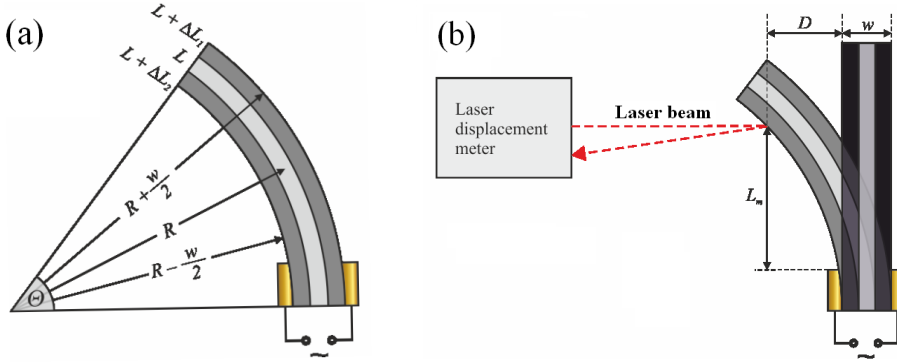 (a)
L + ΔL₁
L
L + ΔL₂
R + w/2
R
R − w/2
Θ
~
(b)
D
w
Laser
displacement
meter
Laser beam
Lₘ
~